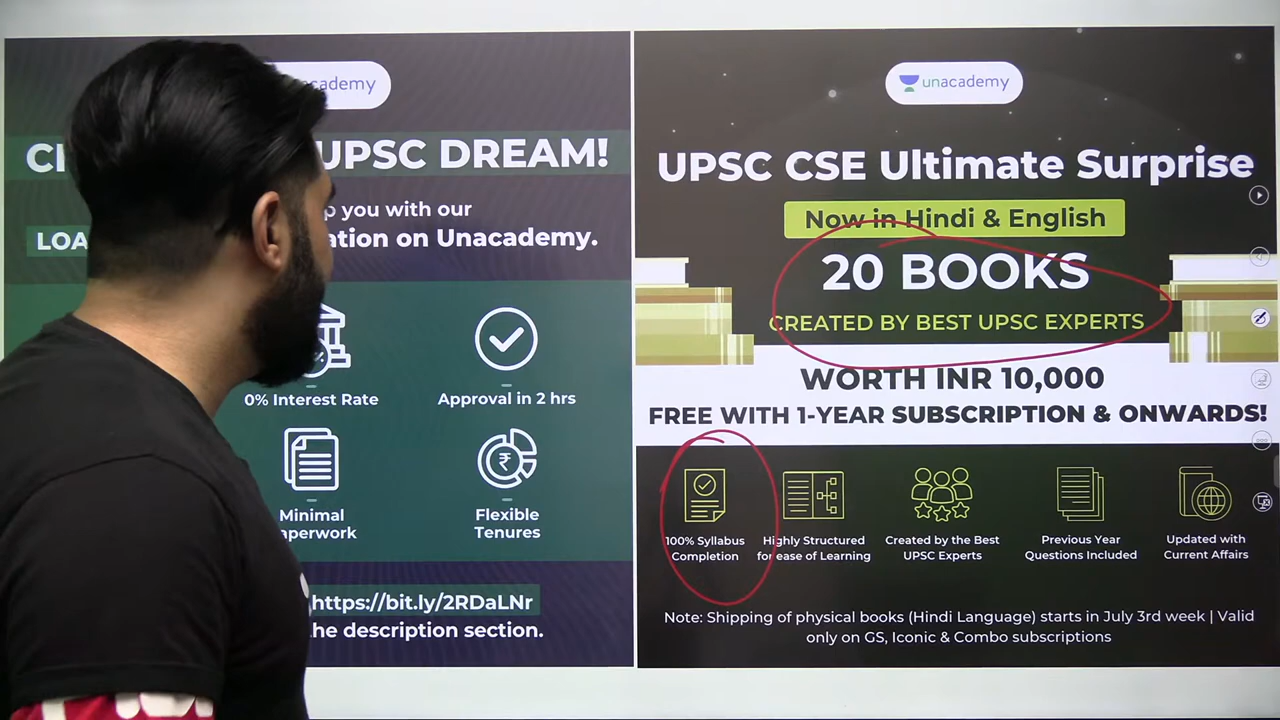 academy
UPSC DREAM!
you with our
LOA
ation on Unacademy.
0% Interest Rate
Approval in 2 hrs
Minimal
aperwork
Flexible
Tenures
https://bit.ly/2RDaLNr
he description section.
unacademy
UPSC CSE Ultimate Surprise
Now in Hindi & English
20 BOOKS
CREATED BY BEST UPSC EXPERTS
WORTH INR 10,000
FREE WITH 1-YEAR SUBSCRIPTION & ONWARDS!
100% Syllabus
Completion
Highly Structured
for ease of Learning
Created by the Best
UPSC Experts
Previous Year
Questions Included
Updated with
Current Affairs
Note: Shipping of physical books (Hindi Language) starts in July 3rd week | Valid
only on GS, Iconic & Combo subscriptions